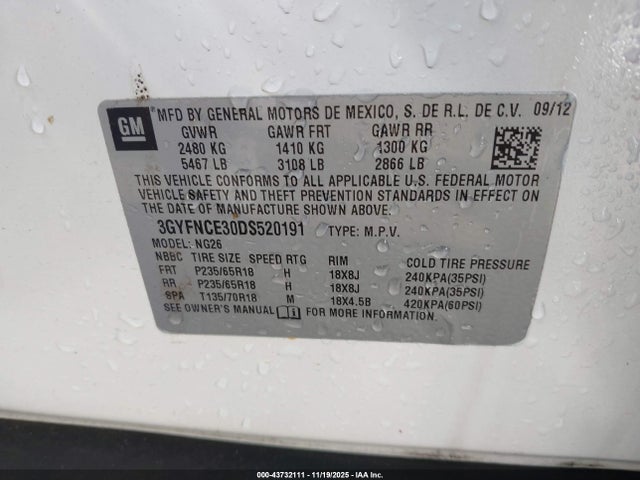 GM
MFD BY GENERAL MOTORS DE MEXICO, S. DE R.L. DE C.V. 09/12
GVWR GAWR FRT GAWR RR
2480 KG 1410 KG 1300 KG
5467 LB 3108 LB 2866 LB
THIS VEHICLE CONFORMS TO ALL APPLICABLE U.S. FEDERAL MOTOR
VEHICLE SAFETY AND THEFT PREVENTION STANDARDS IN EFFECT ON
THE DATE OF MANUFACTURE SHOWN ABOVE.
3GYFNCE30DS520191 TYPE: M.P.V.
MODEL: NG26
NBBC TIRE SIZE SPEED RTG RIM COLD TIRE PRESSURE
FRT P235/65R18 H 18X8J 240KPA(35PSI)
RR P235/65R18 H 18X8J 240KPA(35PSI)
SPA T135/70R18 M 18X4.5B 420KPA(60PSI)
SEE OWNER'S MANUAL FOR MORE INFORMATION.
000-43732111 - 11/19/2025 - IAA Inc.